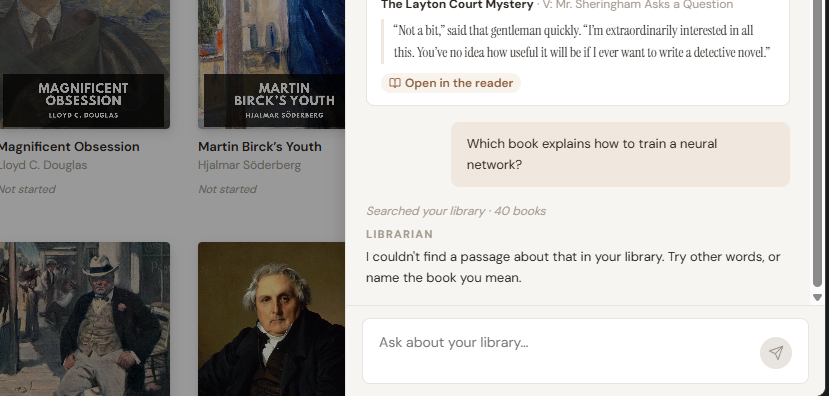 MAGNIFICENT
OBSESSION
LLOYD C. DOUGLAS
Magnificent Obsession
Lloyd C. Douglas
Not started
MARTIN
BIRCK'S YOUTH
HJALMAR SÖDERBERG
Martin Birck's Youth
Hjalmar Söderberg
Not started
The Layton Court Mystery · V: Mr. Sheringham Asks a Question
“Not a bit,” said that gentleman quickly. “I'm extraordinarily interested in all
this. You've no idea how useful it will be if I ever want to write a detective novel.”
Open in the reader
Which book explains how to train a neural
network?
Searched your library · 40 books
LIBRARIAN
I couldn't find a passage about that in your library. Try other words, or
name the book you mean.
Ask about your library...